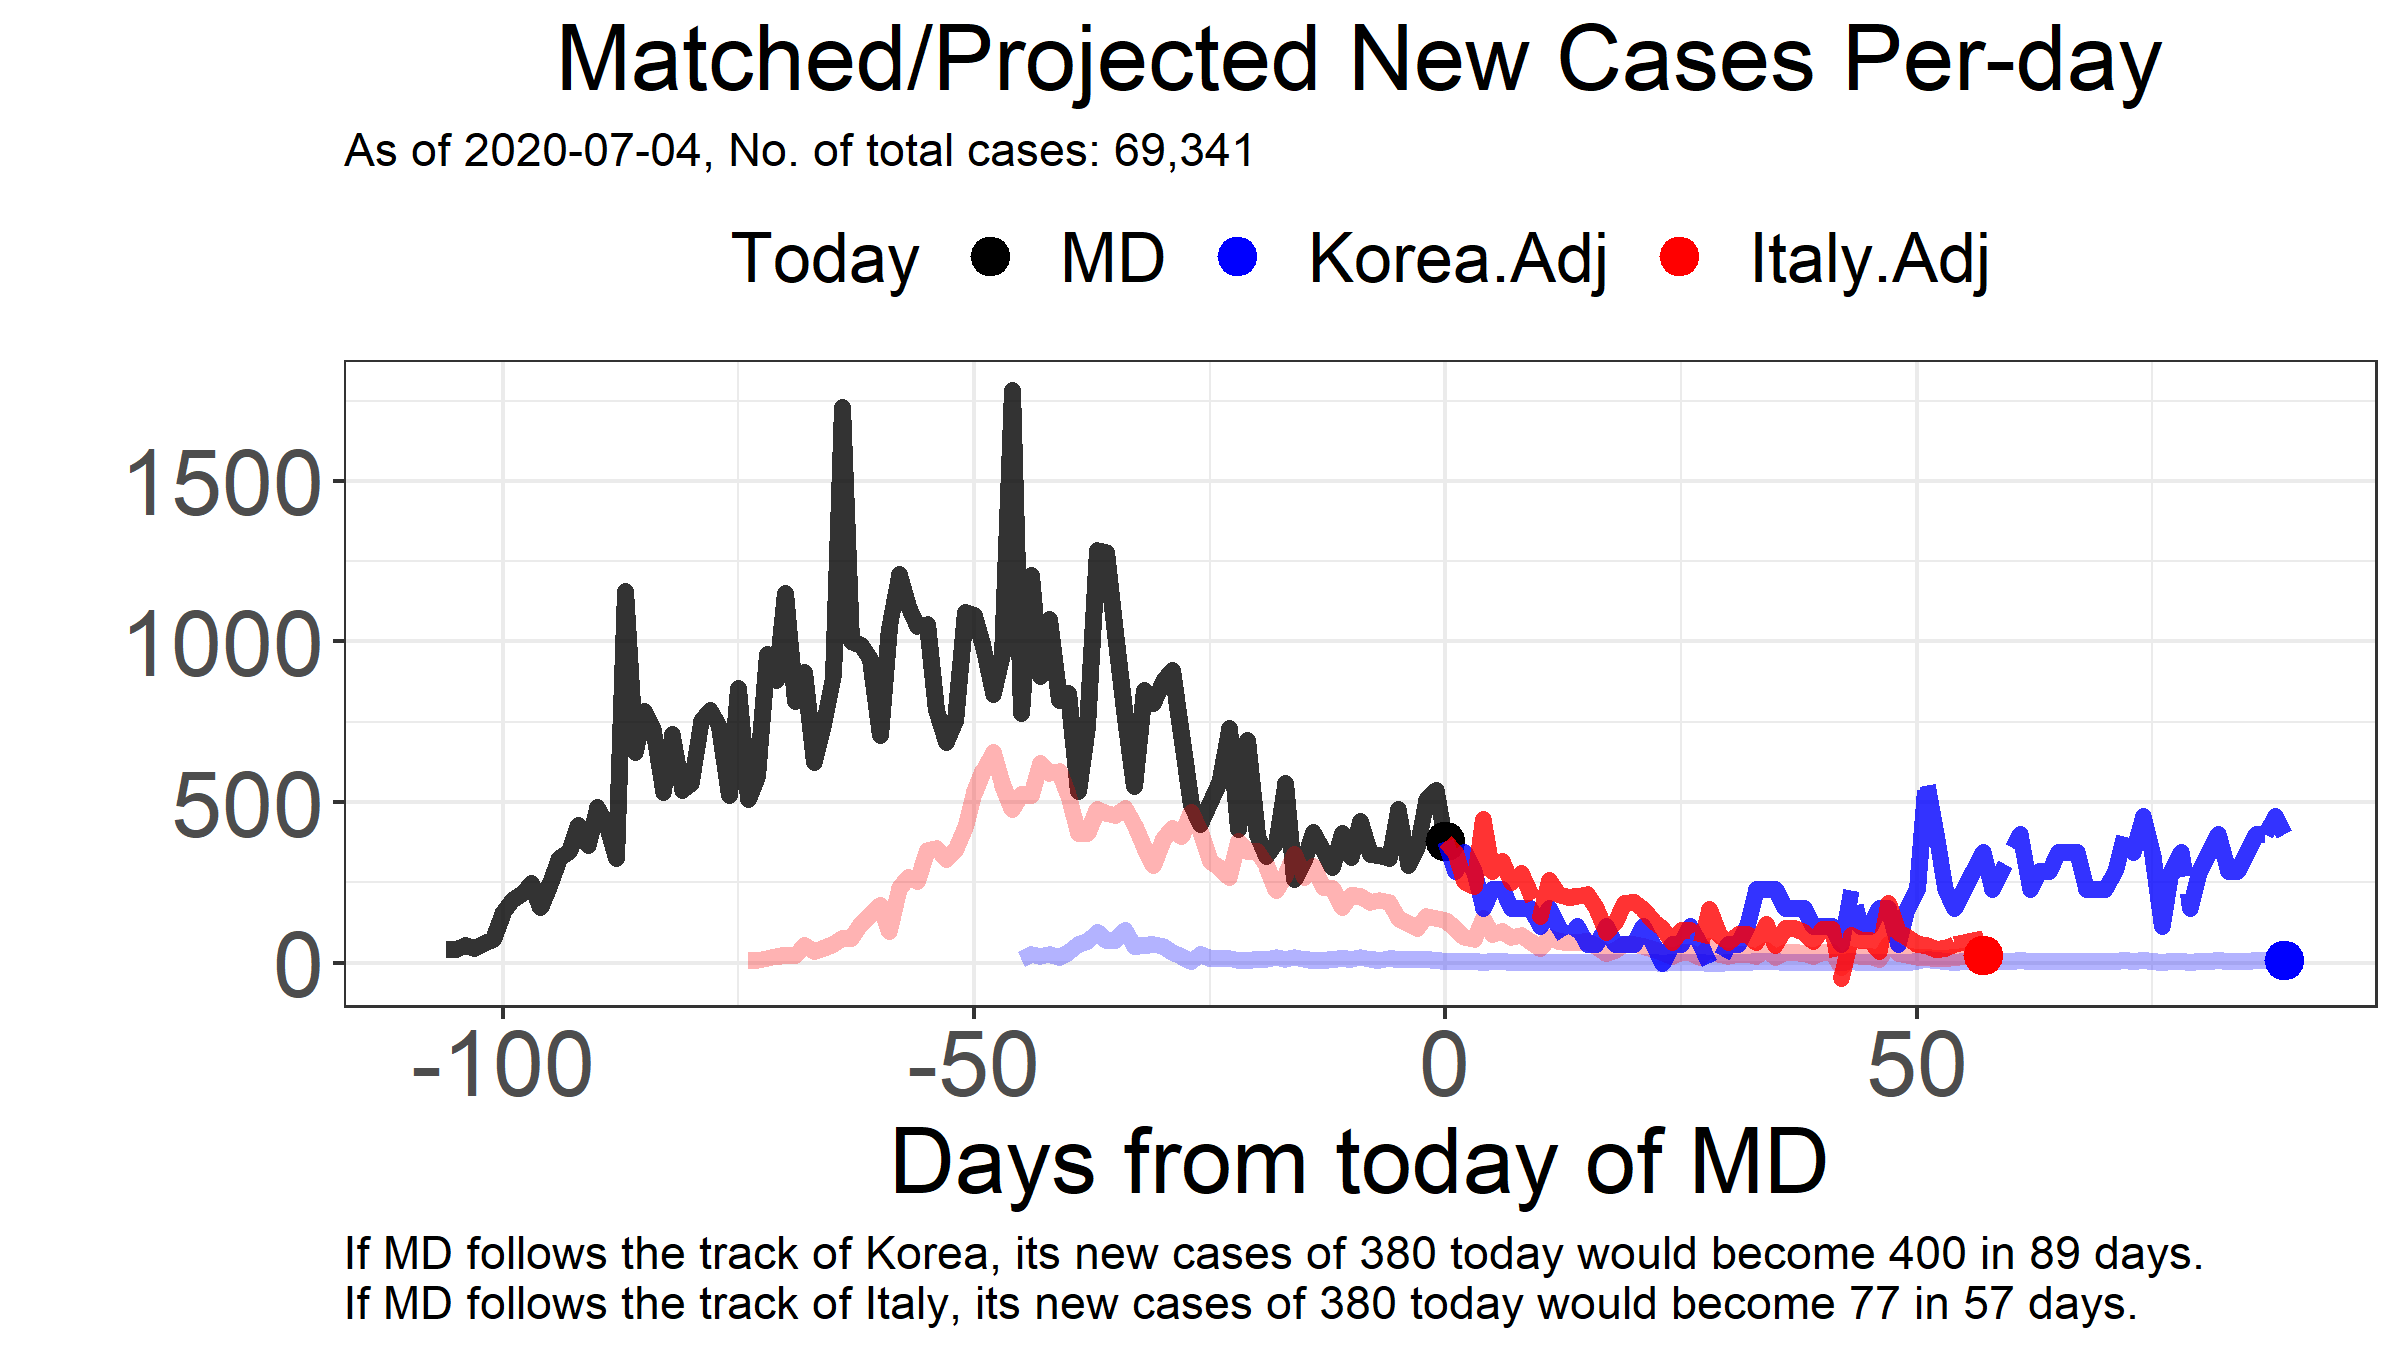 Matched/Projected New Cases Per-day
As of 2020-07-04, No. of total cases: 69,341
Today MD Korea.Adj Italy.Adj
1500
1000
500
0
-100 -50 0 50
Days from today of MD
If MD follows the track of Korea, its new cases of 380 today would become 400 in 89 days.
If MD follows the track of Italy, its new cases of 380 today would become 77 in 57 days.